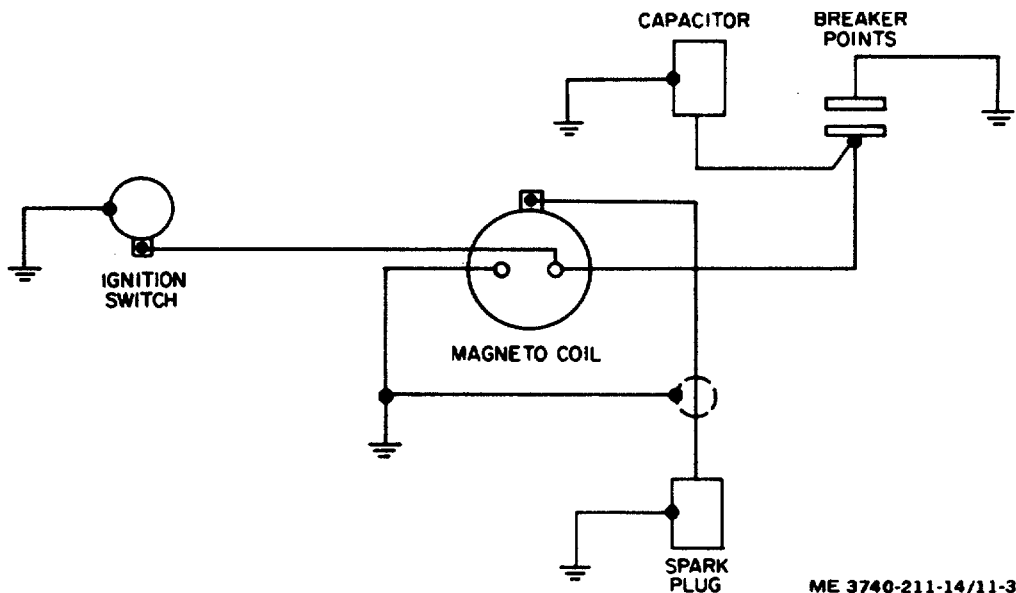 CAPACITOR
BREAKER
POINTS
IGNITION
SWITCH
MAGNETO COIL
SPARK
PLUG
ME 3740-211-14/11-3